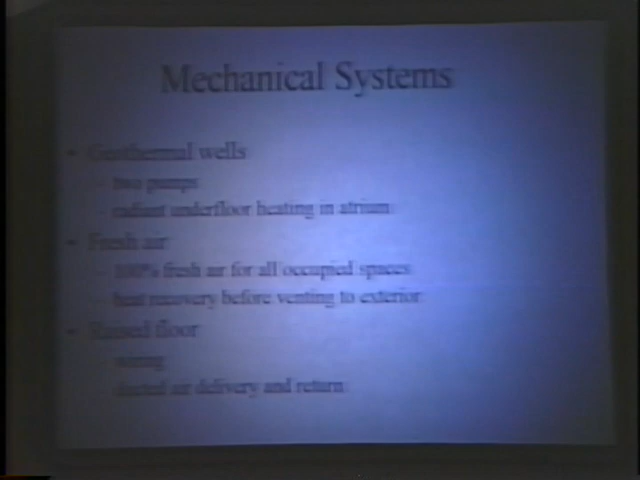 Mechanical Systems
• Geothermal wells
– two pumps
– radiant underfloor heating in atrium
• Fresh air
– 100% fresh air for all occupied spaces
– heat recovery before venting to exterior
• Raised floor
– wiring
– ducted air delivery and return